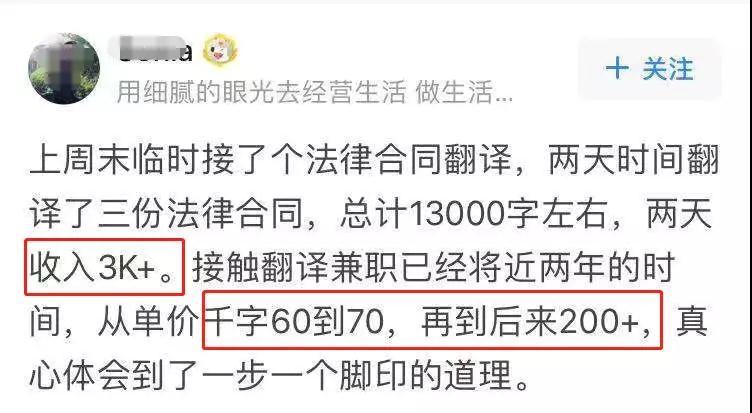 + 关注
用细腻的眼光去经营生活 做生活...
上周末临时接了个法律合同翻译，两天时间翻
译了三份法律合同，总计13000字左右，两天
收入3K+。接触翻译兼职已经将近两年的时
间，从单价千字60到70，再到后来200+，真
心体会到了一步一个脚印的道理。